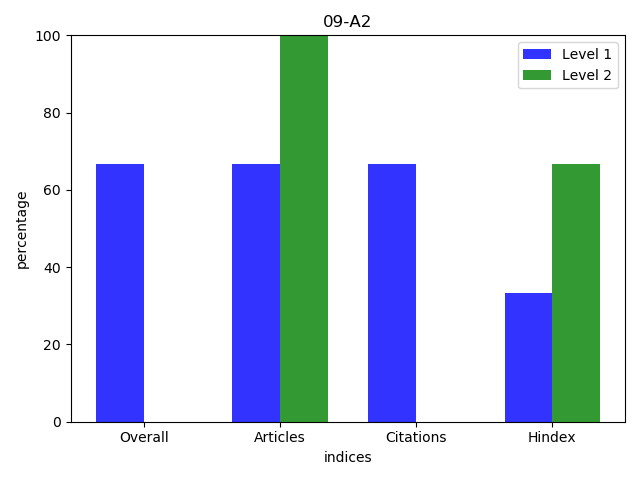 09-A2
Level 1
Level 2
percentage
100
80
60
40
20
0
Overall Articles Citations Hindex
indices